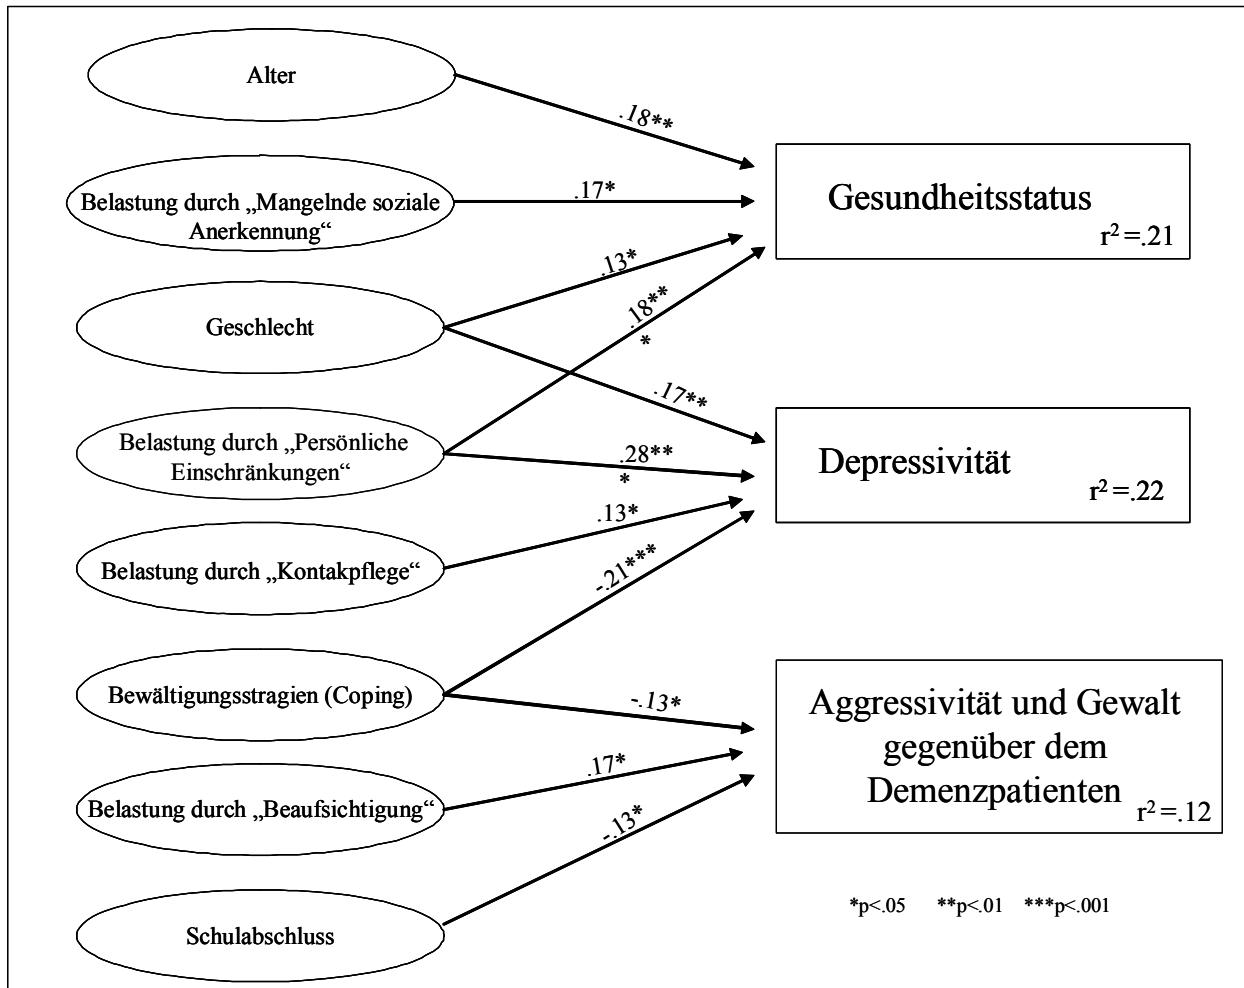 Alter
.18**
Belastung durch „Mangelnde soziale
Anerkennung“
.17*
Gesundheitsstatus
r² =.21
Geschlecht
.13*
.18**
*
.17**
Belastung durch „Persönliche
Einschränkungen“
.28**
*
Depressivität
r² =.22
Belastung durch „Kontakpflege“
.13*
-.21***
Bewältigungsstragien (Coping)
-.13*
Aggressivität und Gewalt
gegenüber dem
Demenzpatienten
r² =.12
Belastung durch „Beaufsichtigung“
.17*
-.13*
Schulabschluss
*p<.05 **p<.01 ***p<.001